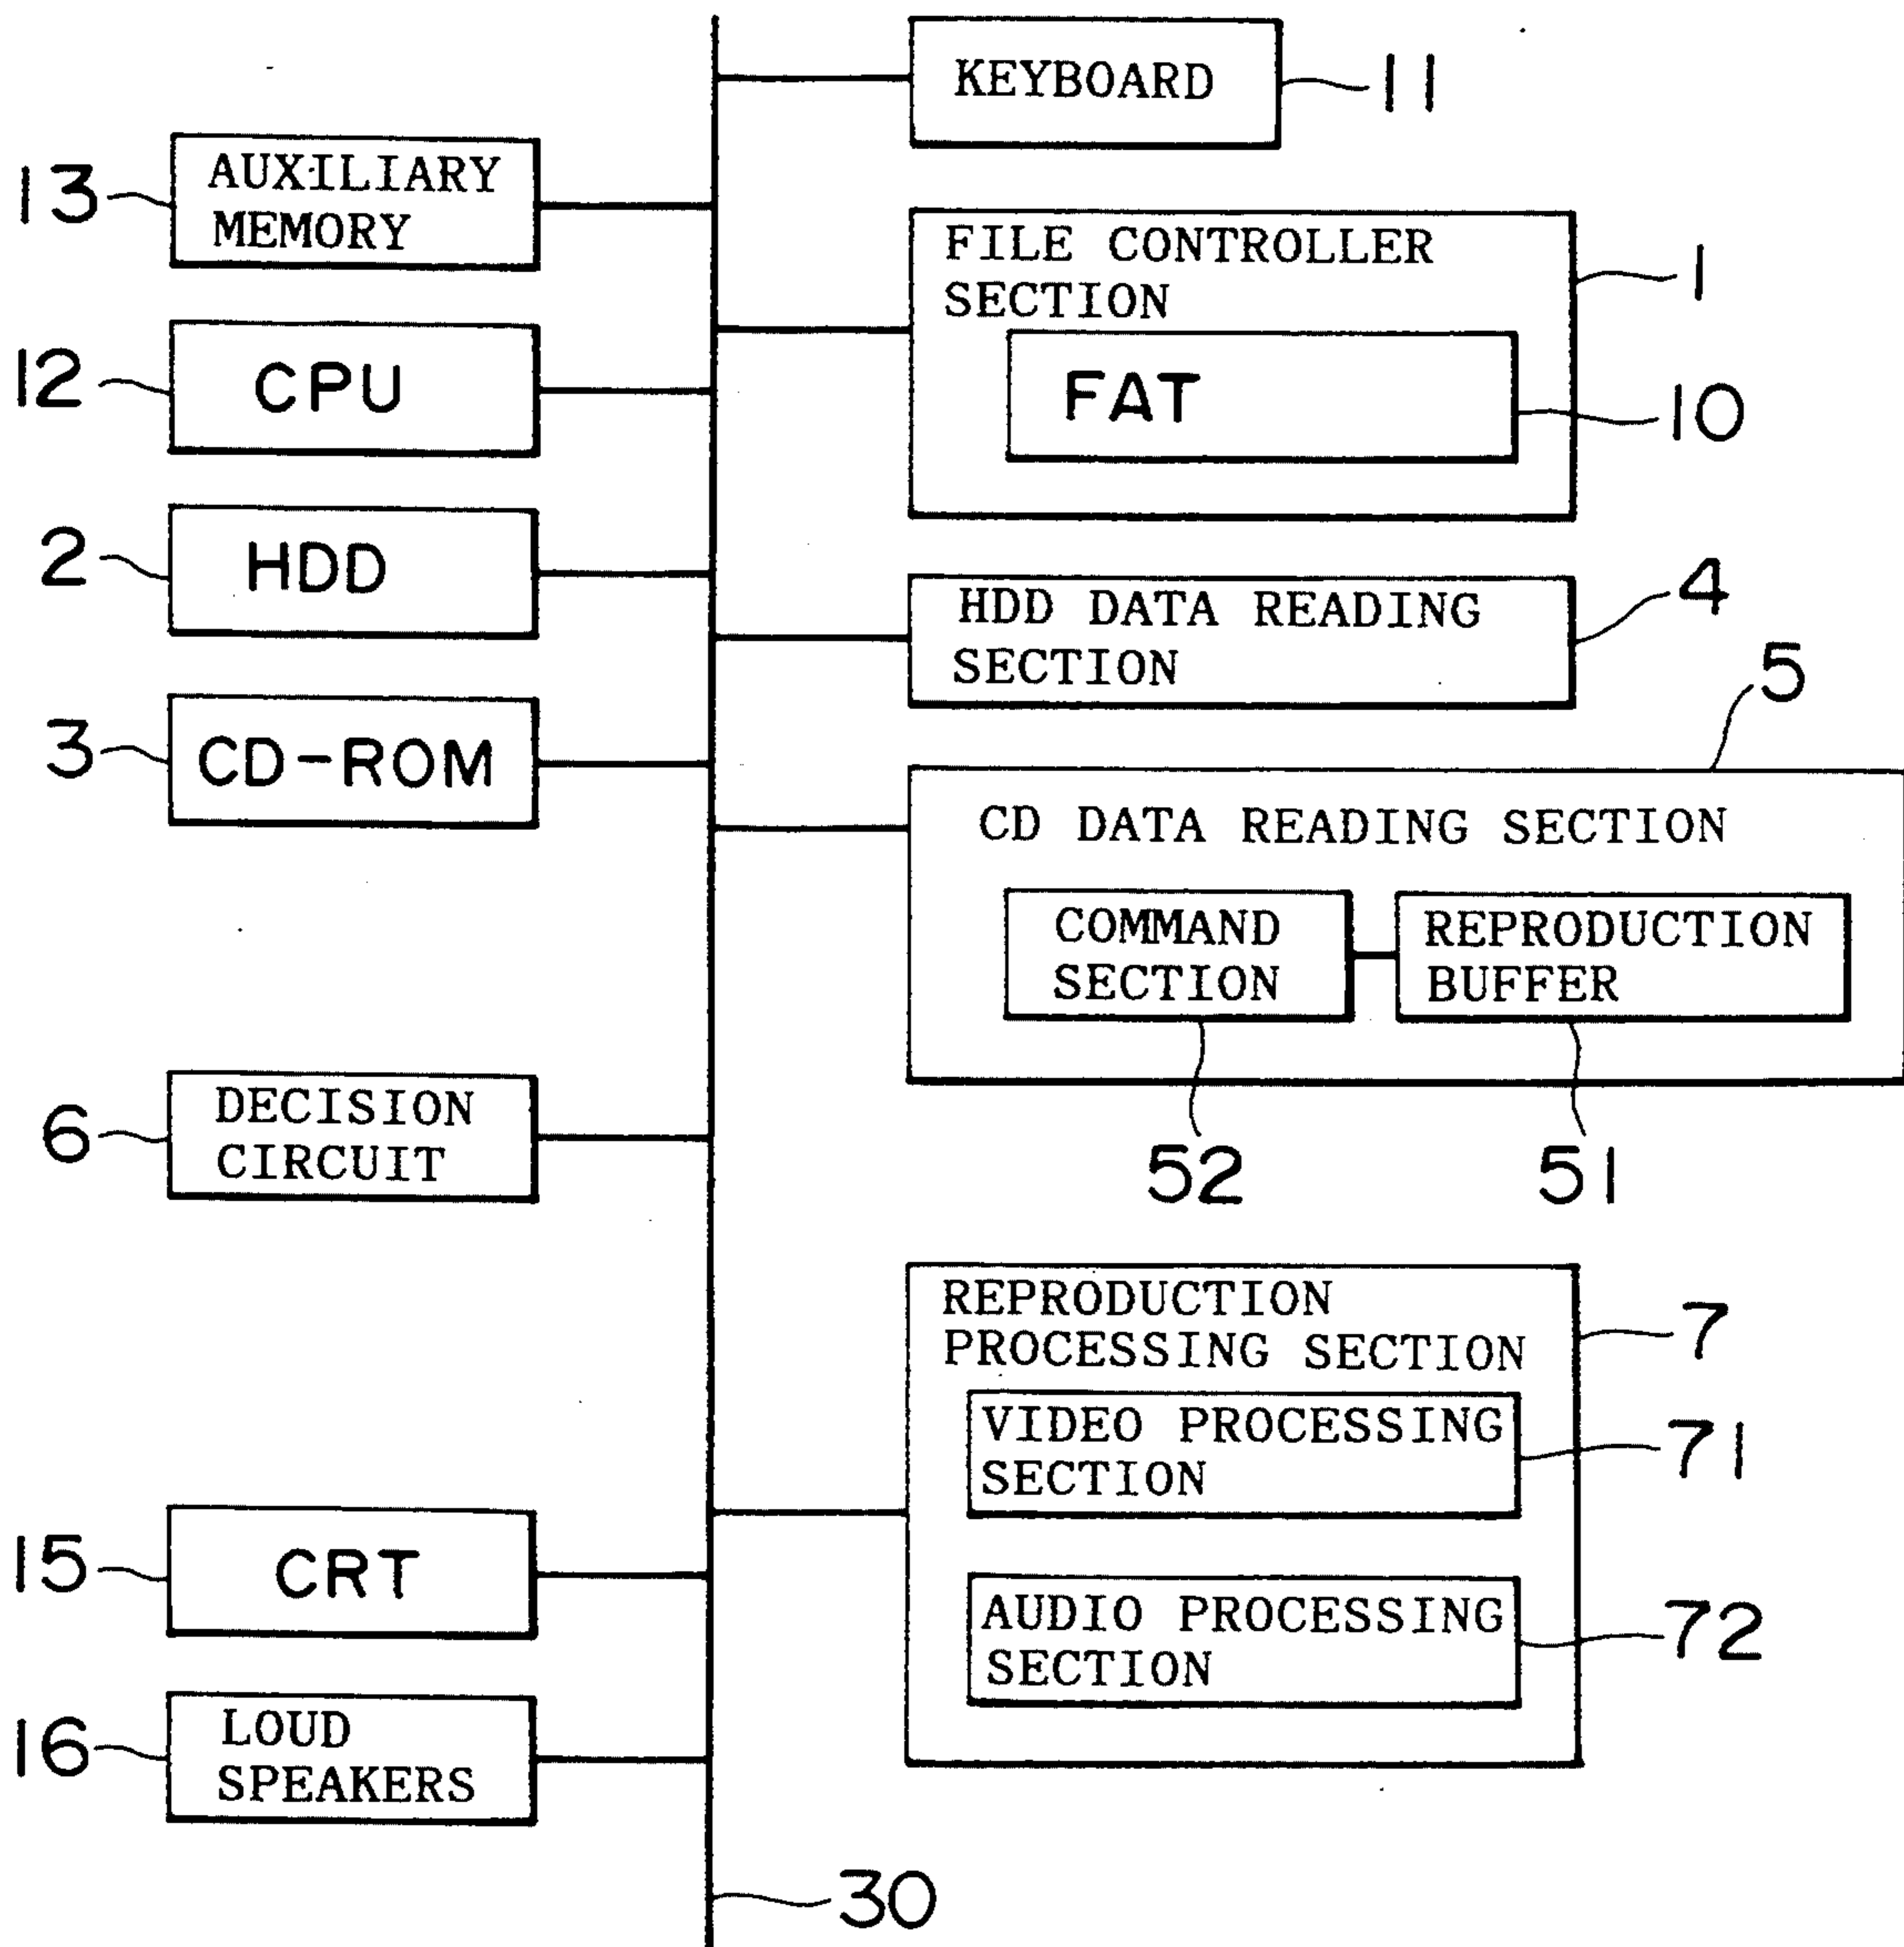 KEYBOARD
11
13
AUXILIARY
MEMORY
FILE CONTROLLER
SECTION
1
12
CPU
FAT
10
2
HDD
HDD DATA READING
SECTION
4
5
3
CD-ROM
CD DATA READING SECTION
COMMAND
SECTION
REPRODUCTION
BUFFER
52
51
6
DECISION
CIRCUIT
REPRODUCTION
PROCESSING SECTION
7
VIDEO PROCESSING
SECTION
71
15
CRT
AUDIO PROCESSING
SECTION
72
16
LOUD
SPEAKERS
30